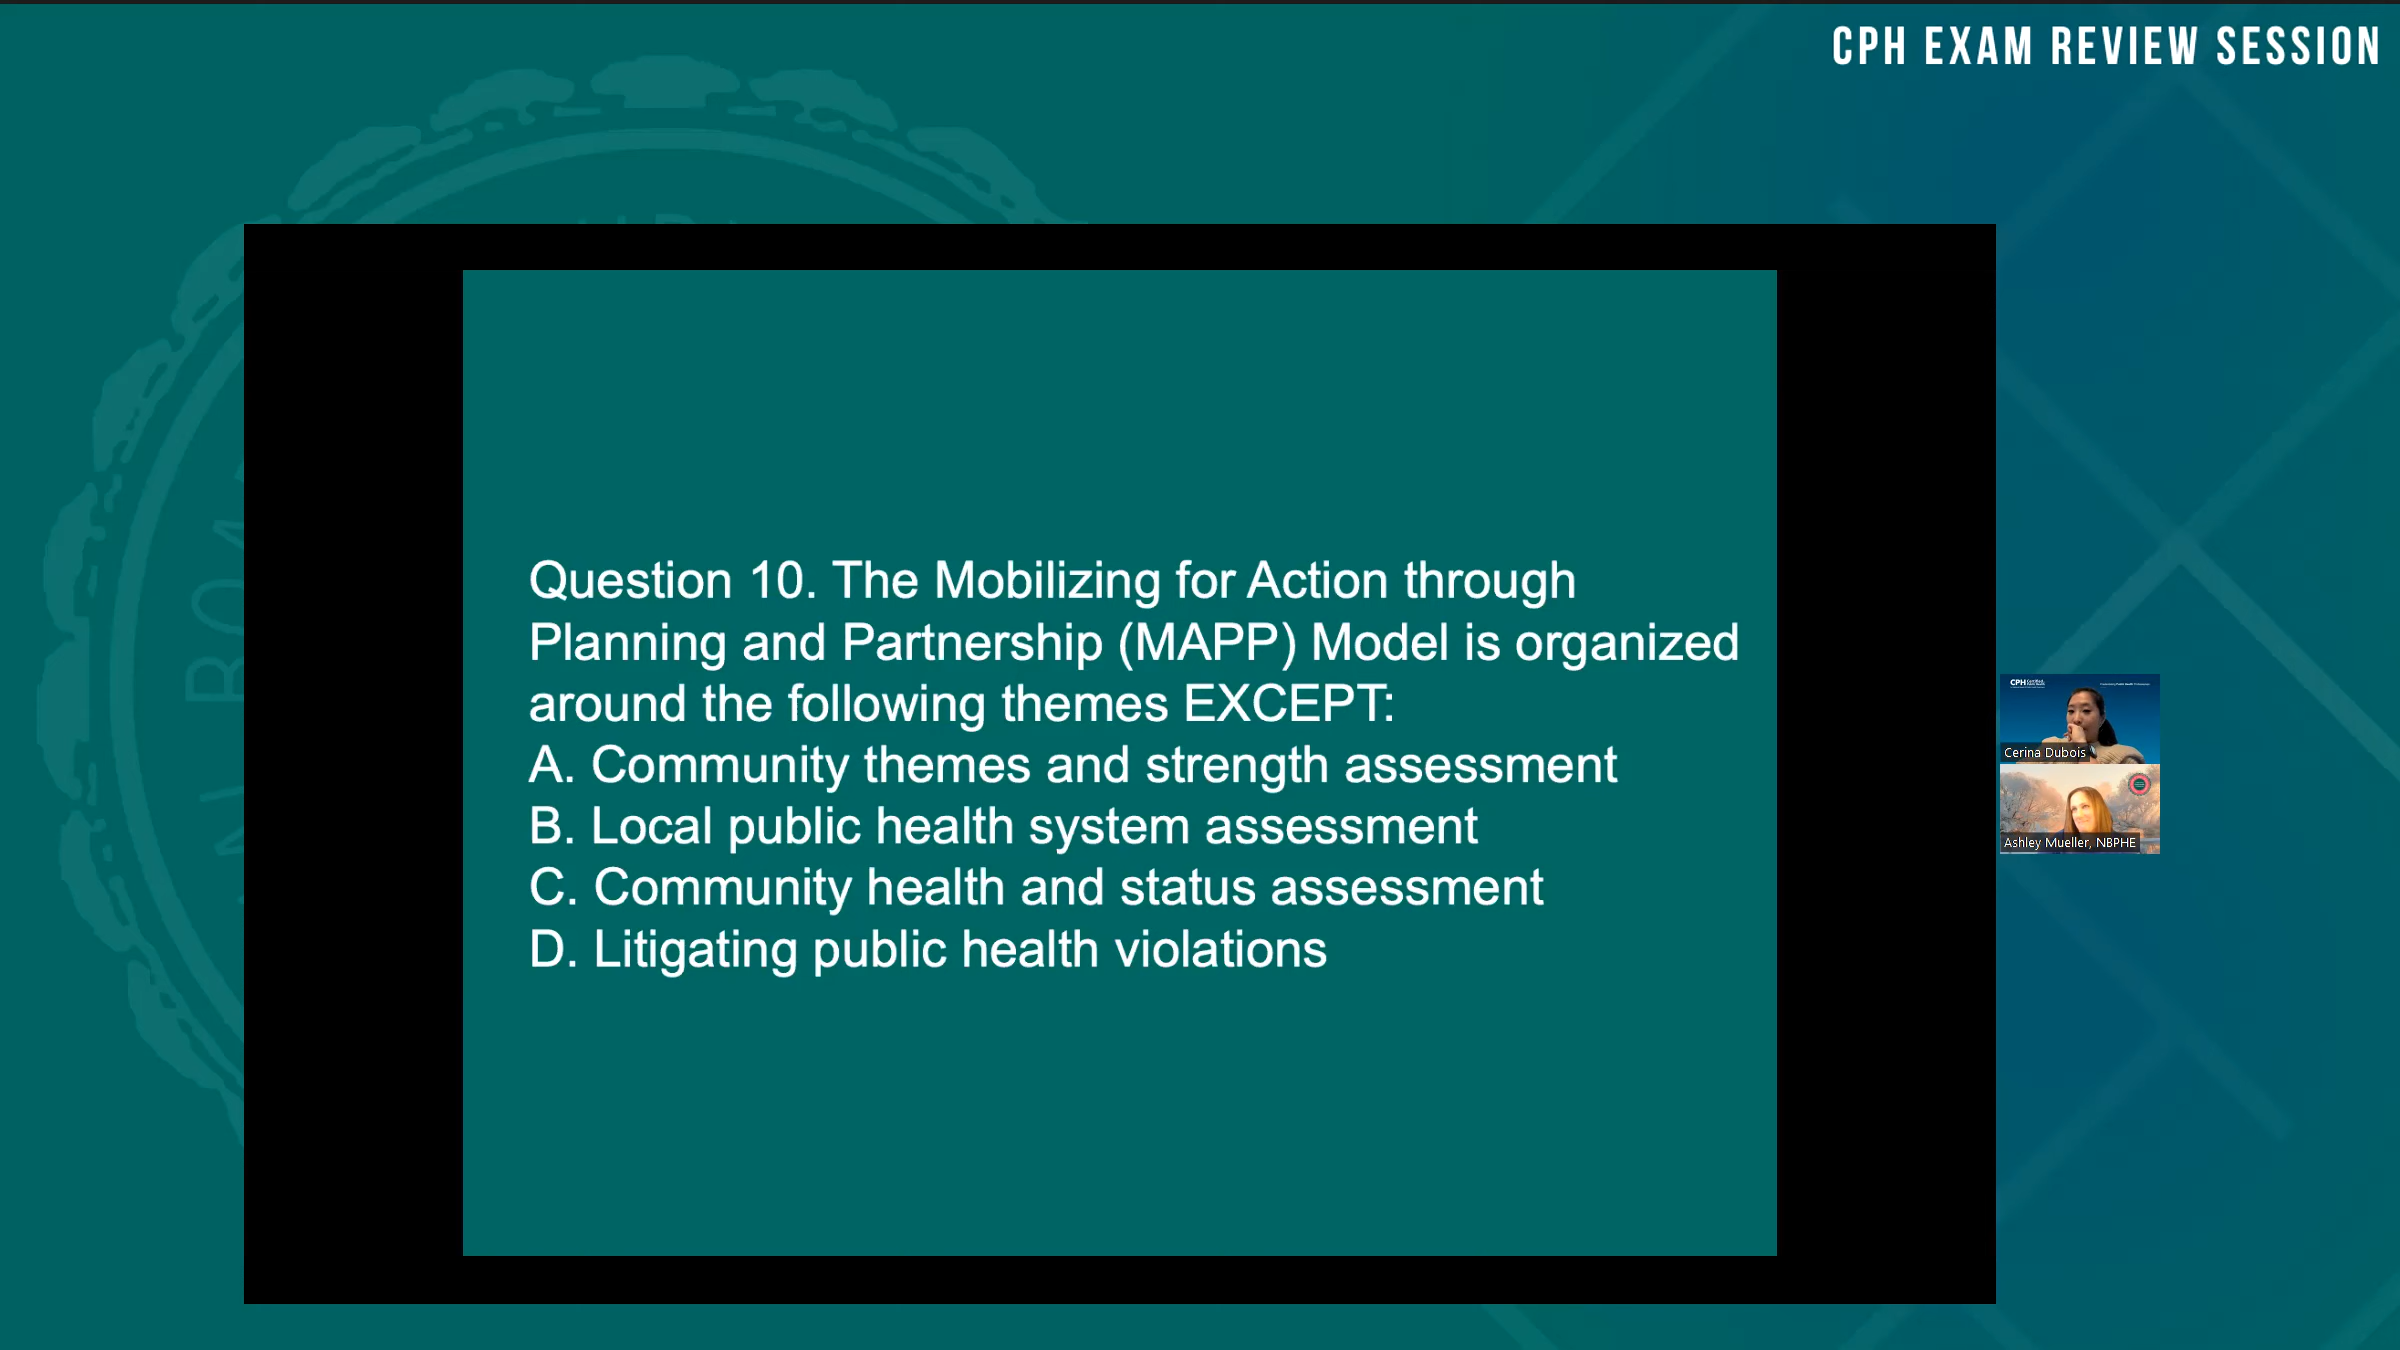 CPH EXAM REVIEW SESSION
Question 10. The Mobilizing for Action through
Planning and Partnership (MAPP) Model is organized
around the following themes EXCEPT:
A. Community themes and strength assessment
B. Local public health system assessment
C. Community health and status assessment
D. Litigating public health violations
CPH
Cerina Dubois
Ashley Mueller, NBPHE